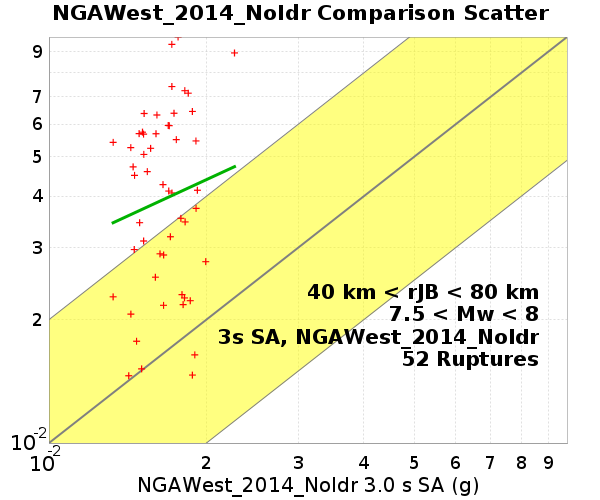 NGAWest_2014_NoIdr Comparison Scatter
9
7
6
5
4
3
2
10-2
40 km < rJB < 80 km
7.5 < Mw < 8
3s SA, NGAWest_2014_NoIdr
52 Ruptures
10-2 2 3 4 5 6 7 8 9
NGAWest_2014_NoIdr 3.0 s SA (g)